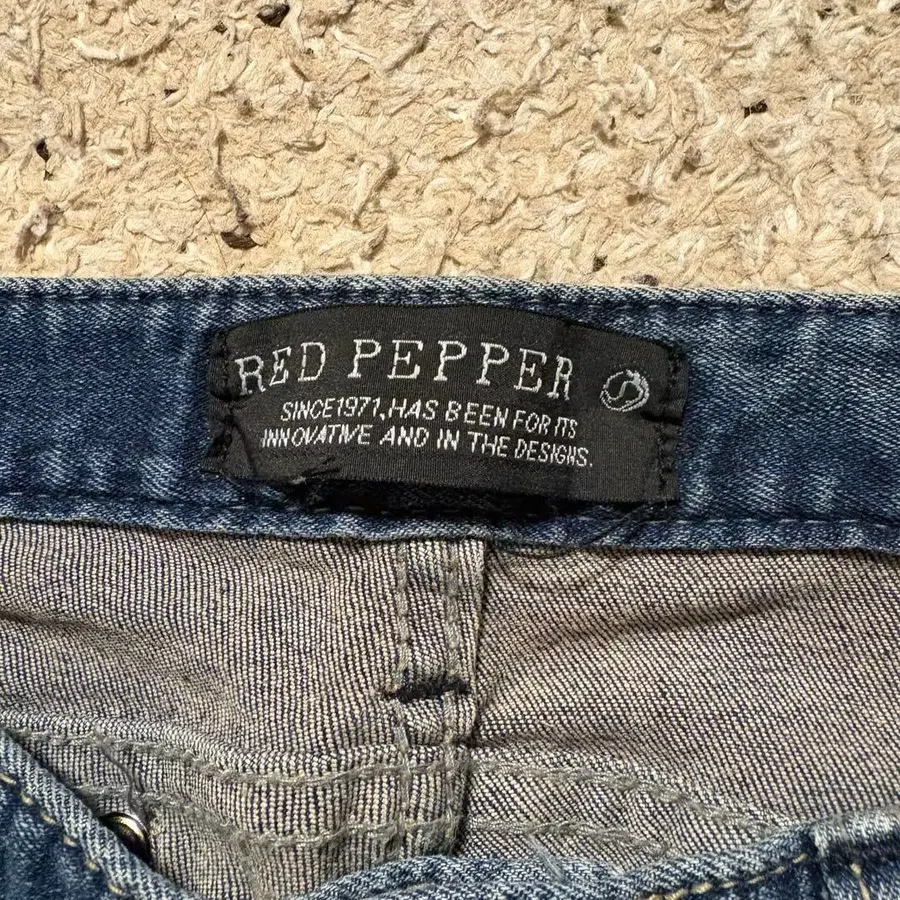 RED PEPPER
SINCE1971,HAS BEEN FOR ITS
INNOVATIVE AND IN THE DESIGNS.